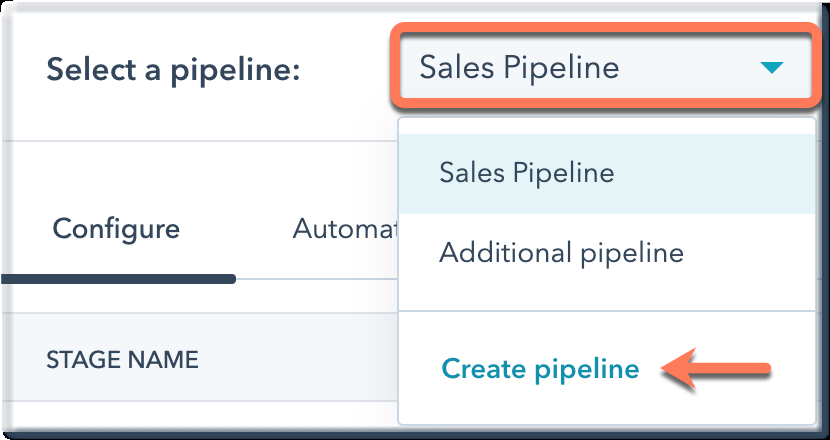 Select a pipeline:
Sales Pipeline
Sales Pipeline
Configure
Automat
Additional pipeline
STAGE NAME
Create pipeline